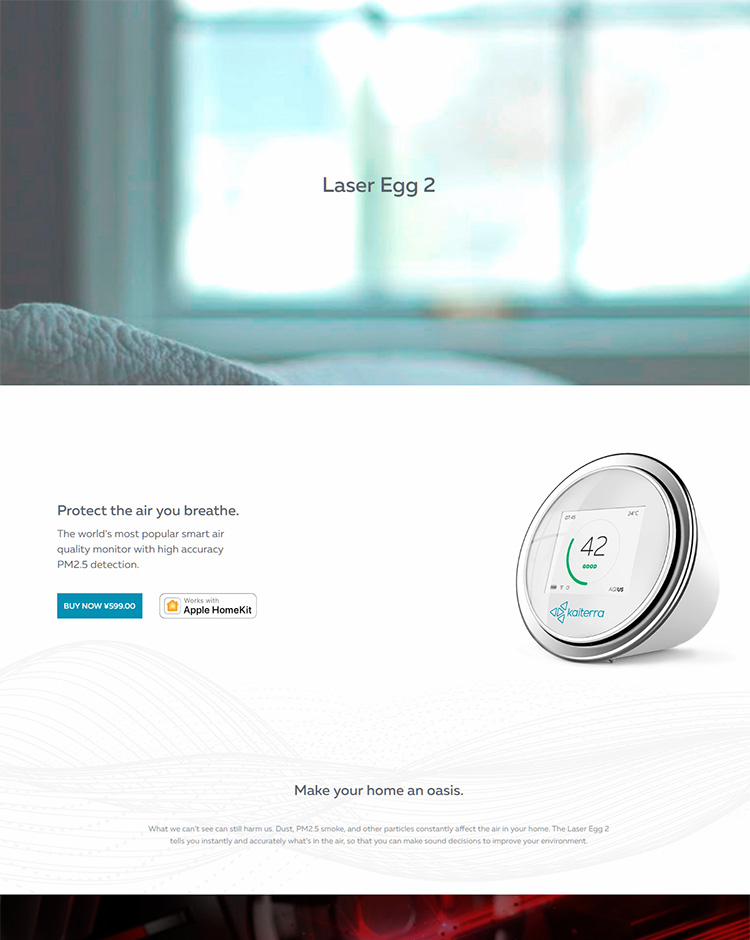 Laser Egg 2
Protect the air you breathe.
The world's most popular smart air
quality monitor with high accuracy
PM2.5 detection.
BUY NOW ¥599.00
Works with
Apple HomeKit
07:45
24°C
42
GOOD
AQI US
kaiterra
Make your home an oasis.
What we can't see can still harm us. Dust, PM2.5 smoke, and other particles constantly affect the air in your home. The Laser Egg 2
tells you instantly and accurately what's in the air, so that you can make sound decisions to improve your environment.